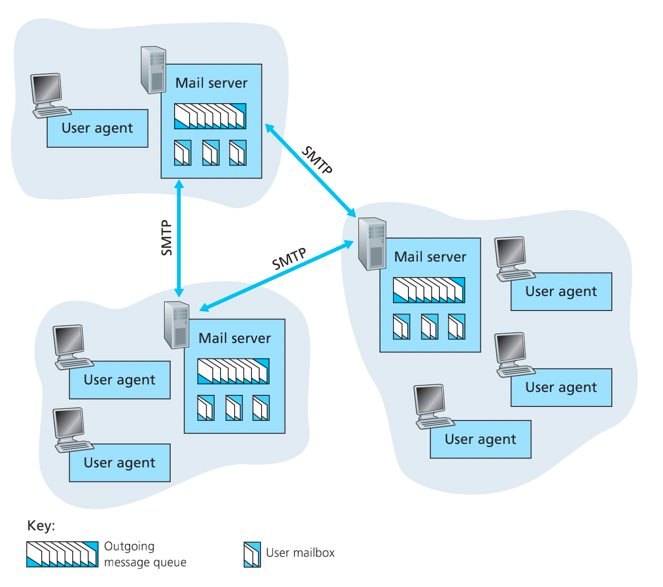 Mail server
User agent
SMTP
SMTP
SMTP
Mail server
User agent
Mail server
User agent
User agent
User agent
User agent
Key:
Outgoing
message queue
User mailbox